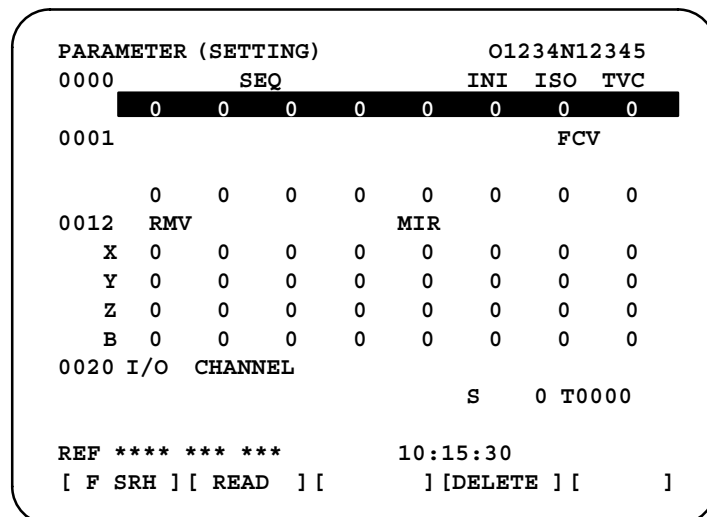 PARAMETER (SETTING) O1234N12345
0000 SEQ INI ISO TVC
0 0 0 0 0 0 0 0
0001 FCV
0 0 0 0 0 0 0 0
0012 RMV MIR
X 0 0 0 0 0 0 0 0
Y 0 0 0 0 0 0 0 0
Z 0 0 0 0 0 0 0 0
B 0 0 0 0 0 0 0 0
0020 I/O CHANNEL
S 0 T0000
REF **** *** *** 10:15:30
[ F SRH ] [ READ ] [ ] [DELETE ] [ ]